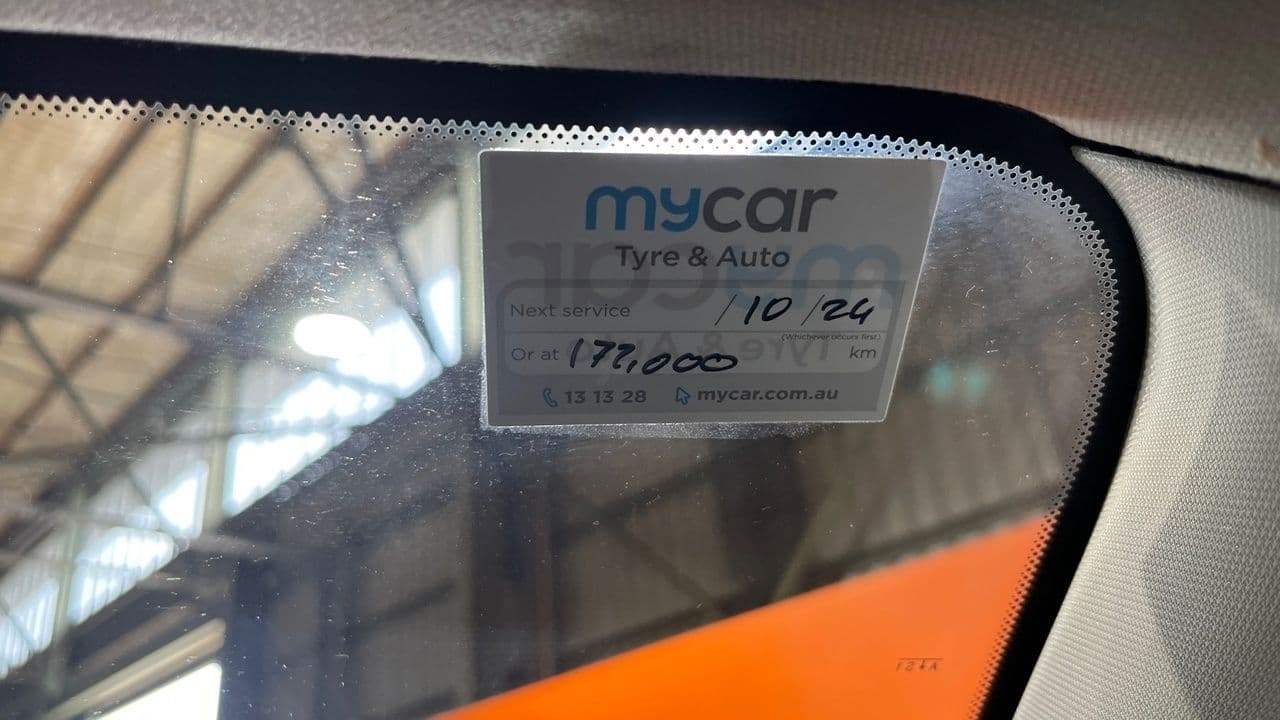 mycar
Tyre & Auto
Next service /10/24
(Whichever occurs first)
Or at 177,000 km
13 13 28 mycar.com.au